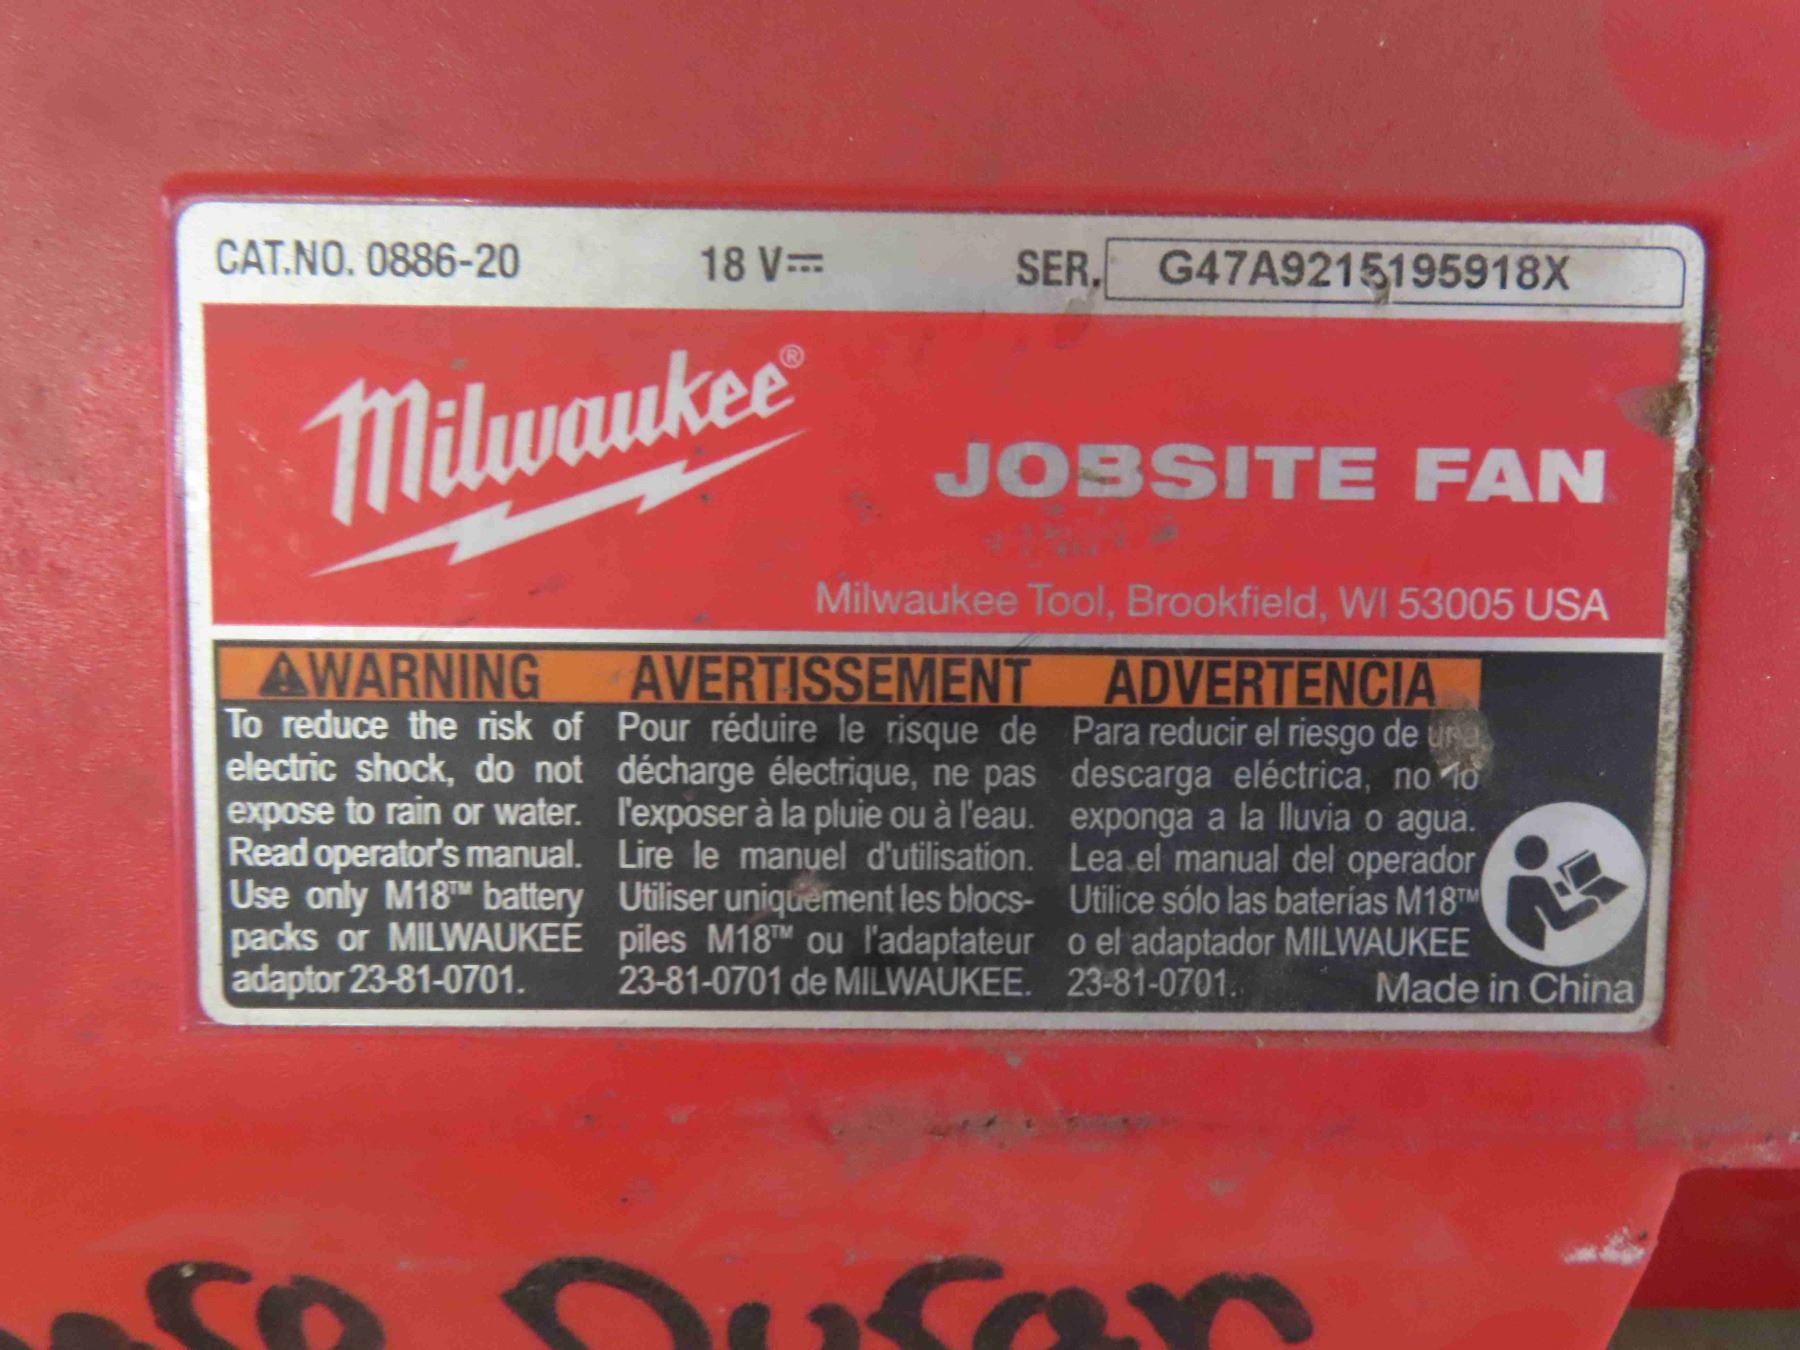 CAT.NO. 0886-20 18 V⎓ SER. G47A9215195918X
Milwaukee®
JOBSITE FAN
Milwaukee Tool, Brookfield, WI 53005 USA
⚠WARNING
To reduce the risk of
electric shock, do not
expose to rain or water.
Read operator's manual.
Use only M18™ battery
packs or MILWAUKEE
adaptor 23-81-0701.
AVERTISSEMENT
Pour réduire le risque de
décharge électrique, ne pas
l'exposer à la pluie ou à l'eau.
Lire le manuel d'utilisation.
Utiliser uniquement les blocs-
piles M18™ ou l'adaptateur
23-81-0701 de MILWAUKEE.
ADVERTENCIA
Para reducir el riesgo de una
descarga eléctrica, no lo
exponga a la lluvia o agua.
Lea el manual del operador
Utilice sólo las baterías M18™
o el adaptador MILWAUKEE
23-81-0701.
Made in China